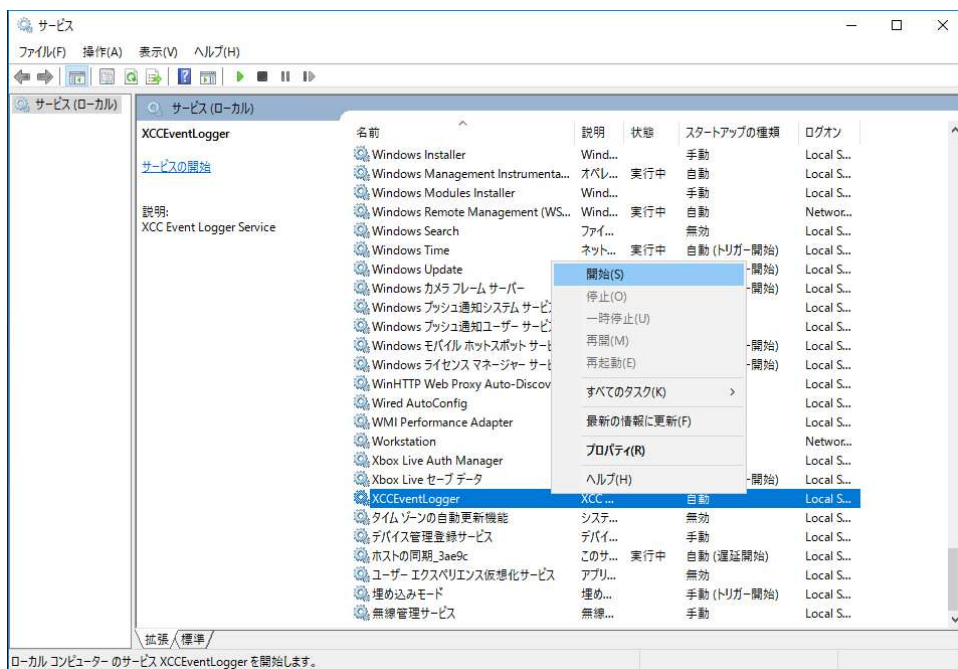 サービス
ファイル(F) 操作(A) 表示(V) ヘルプ(H)
サービス (ローカル)
サービス (ローカル)
XCCEventLogger
サービスの開始
説明:
XCC Event Logger Service
名前 説明 状態 スタートアップの種類 ログオン
Windows Installer Wind... 手動 Local S...
Windows Management Instrumenta... オペレ... 実行中 自動 Local S...
Windows Modules Installer Wind... 手動 Local S...
Windows Remote Management (WS... Wind... 実行中 自動 Networ...
Windows Search ファイ... 無効 Local S...
Windows Time ネット... 実行中 自動 (トリガー開始) Local S...
Windows Update -開始) Local S...
Windows カメラ フレーム サーバー -開始) Local S...
Windows プッシュ通知システム サービ Local S...
Windows プッシュ通知ユーザー サービ Local S...
Windows モバイル ホットスポット サー -開始) Local S...
Windows ライセンス マネージャー サー -開始) Local S...
WinHTTP Web Proxy Auto-Discov Local S...
Wired AutoConfig Local S...
WMI Performance Adapter Local S...
Workstation Networ...
Xbox Live Auth Manager Local S...
Xbox Live セーブ データ -開始) Local S...
XCCEventLogger XCC ... 自動 Local S...
タイム ゾーンの自動更新機能 システ... 無効 Local S...
デバイス管理登録サービス デバイ... 手動 Local S...
ホストの同期_3ae9c このサ... 実行中 自動 (遅延開始) Local S...
ユーザー エクスペリエンス仮想化サービス アプリ... 無効 Local S...
埋め込みモード 埋め... 手動 (トリガー開始) Local S...
無線管理サービス 無線... 手動 Local S...
開始(S)
停止(O)
一時停止(U)
再開(M)
再起動(E)
すべてのタスク(K)
最新の情報に更新(F)
プロパティ(R)
ヘルプ(H)
拡張 標準
ローカル コンピューター のサービス XCCEventLogger を開始します。